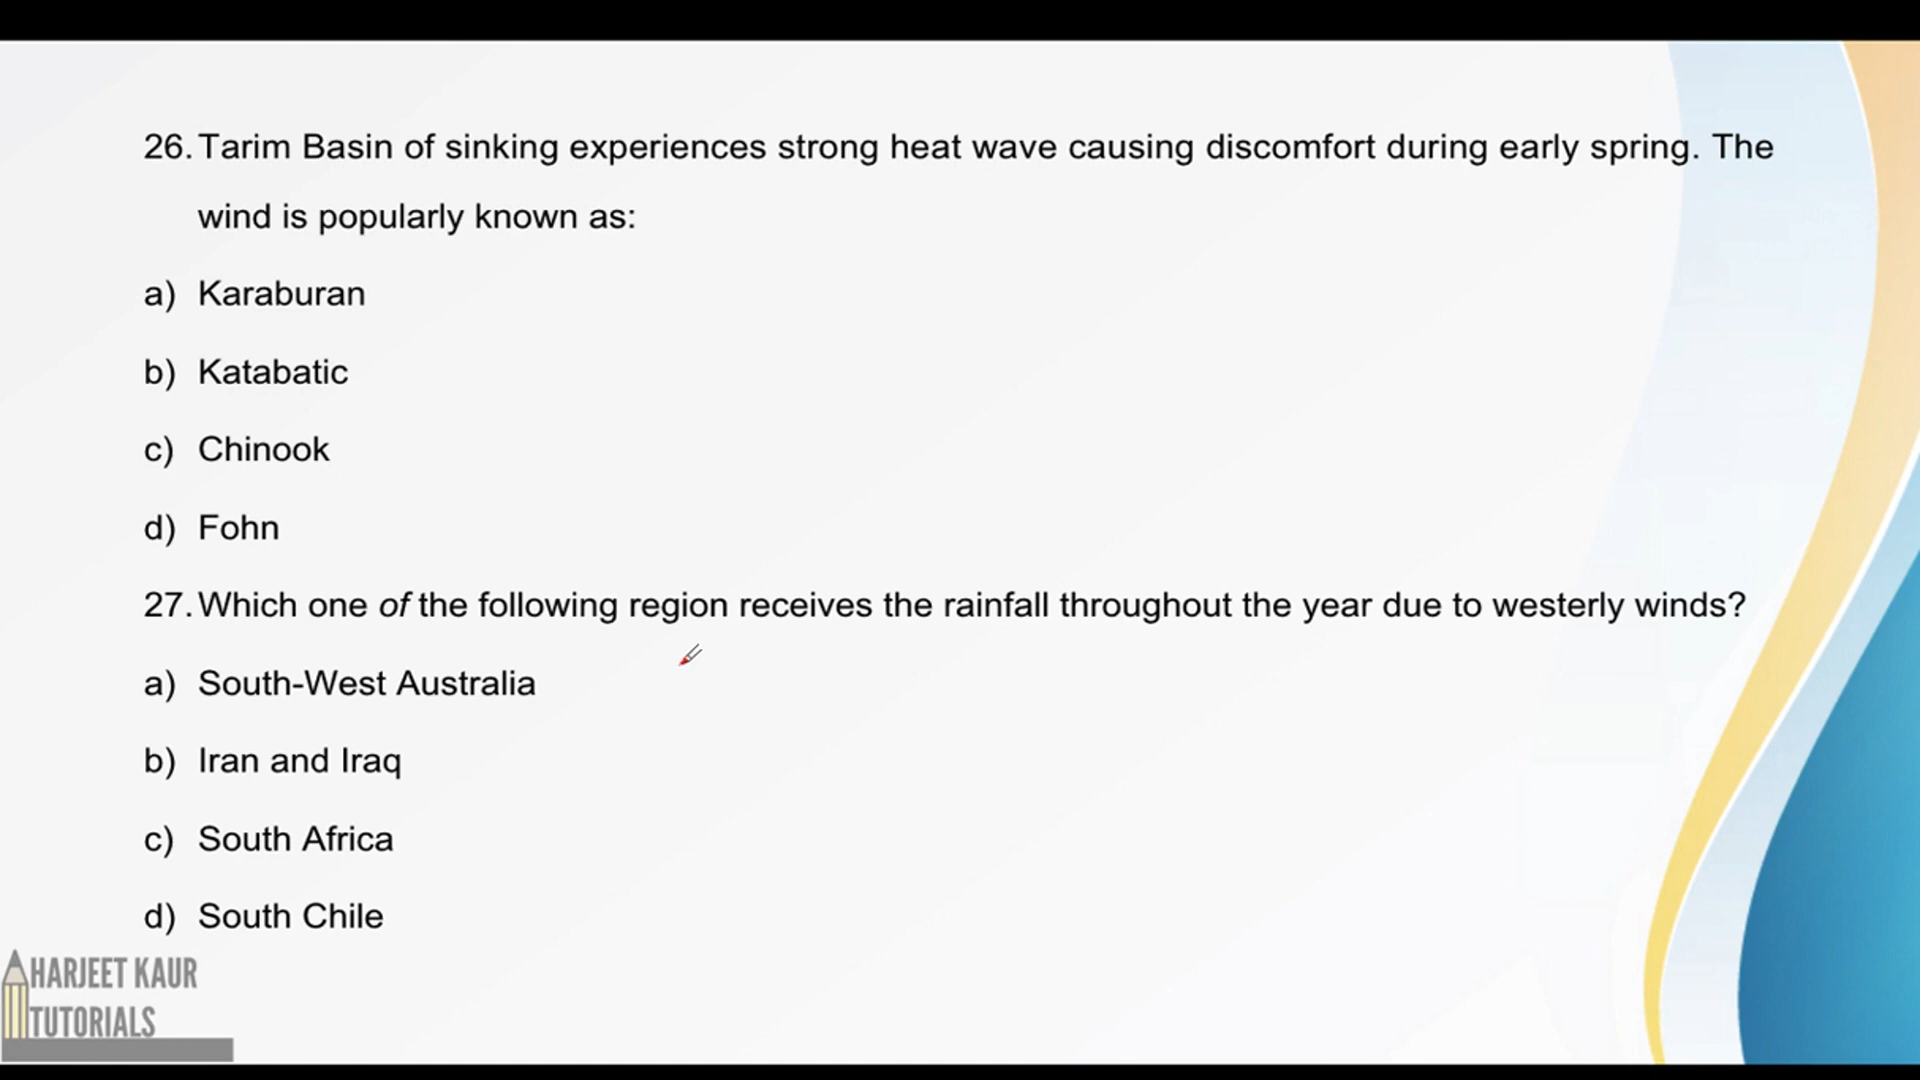 26. Tarim Basin of sinking experiences strong heat wave causing discomfort during early spring. The
wind is popularly known as:
a) Karaburan
b) Katabatic
c) Chinook
d) Fohn
27. Which one of the following region receives the rainfall throughout the year due to westerly winds?
a) South-West Australia
b) Iran and Iraq
c) South Africa
d) South Chile
HARJEET KAUR
TUTORIALS